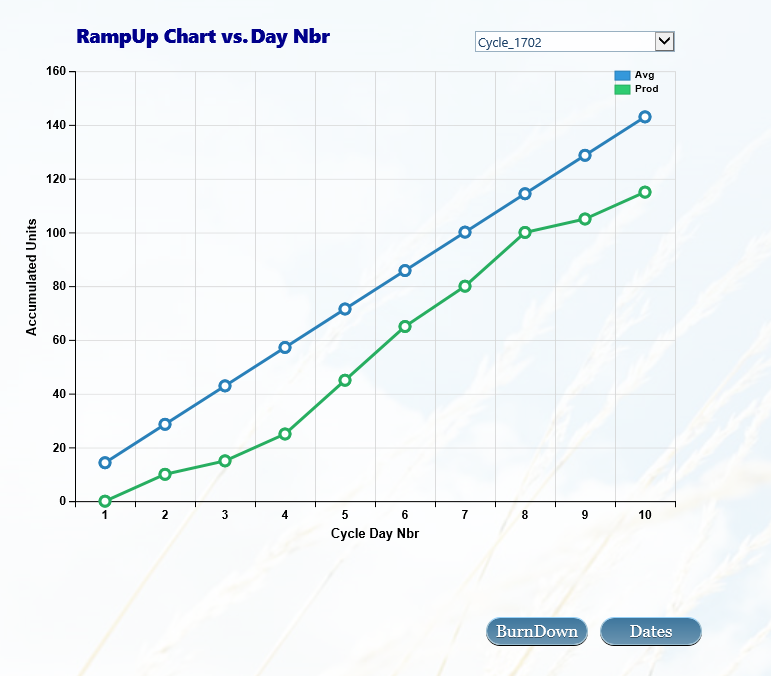 RampUp Chart vs. Day Nbr
Cycle_1702
Avg
Prod
160
140
120
100
80
60
40
20
0
Accumulated Units
1 2 3 4 5 6 7 8 9 10
Cycle Day Nbr
BurnDown Dates